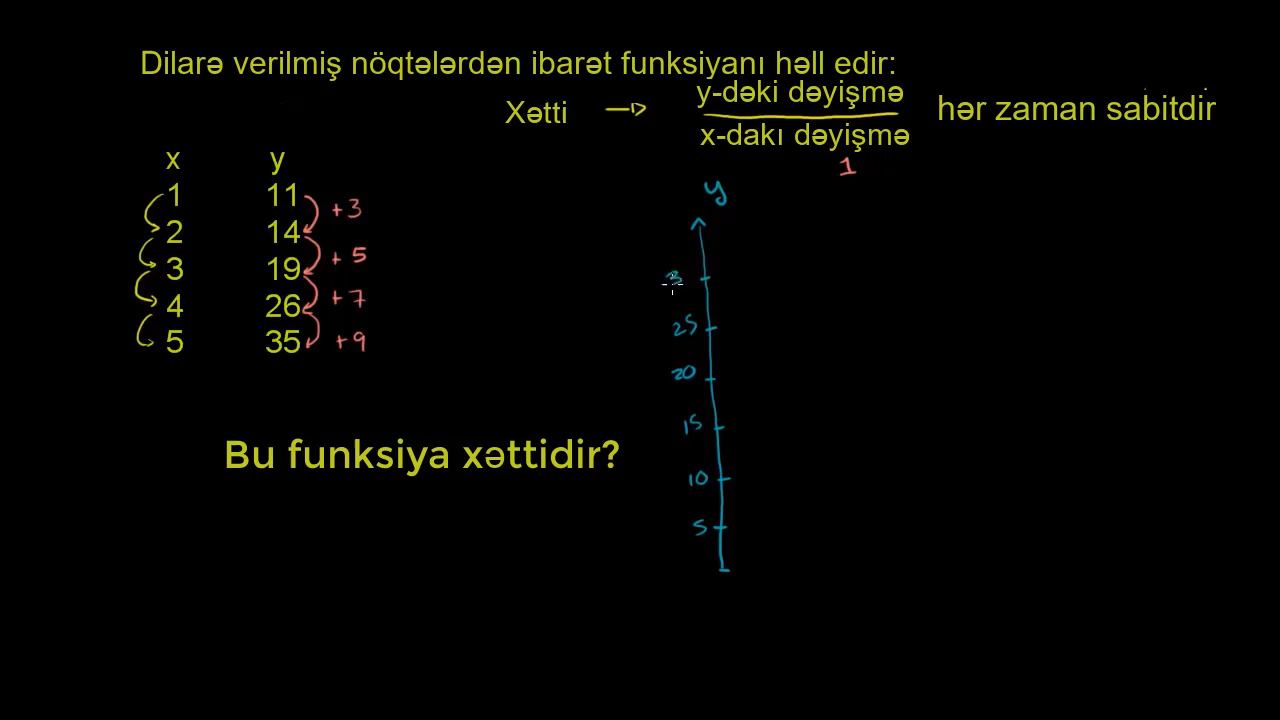 Dilarə verilmiş nöqtələrdən ibarət funksiyanı həll edir:
Xətti → y-dəki dəyişmə hər zaman sabitdir
x-dakı dəyişmə
1
x y
1 11 +3
2 14 +5
3 19 +7
4 26 +9
5 35
Bu funksiya xəttidir?
y
3
25
20
15
10
5